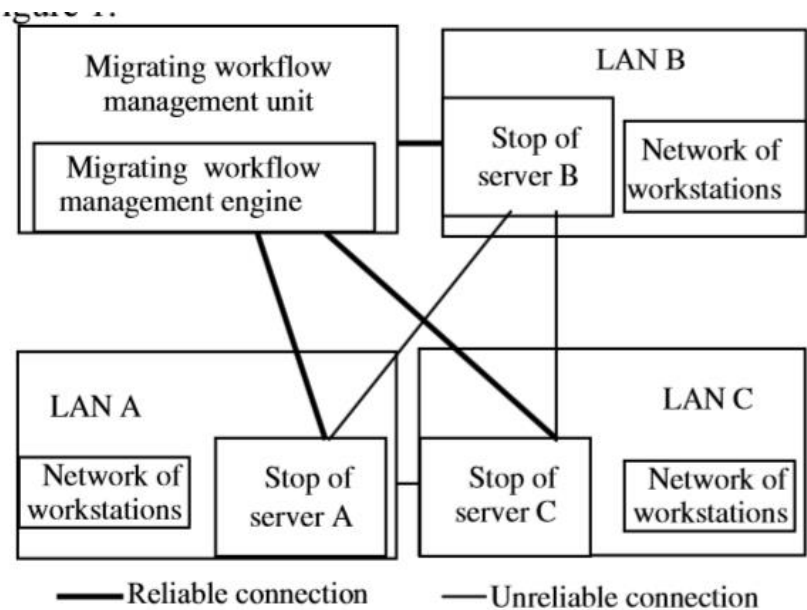 Migrating workflow
management unit
Migrating workflow
management engine
LAN B
Stop of
server B
Network of
workstations
LAN A
Network of
workstations
Stop of
server A
LAN C
Stop of
server C
Network of
workstations
Reliable connection
Unreliable connection